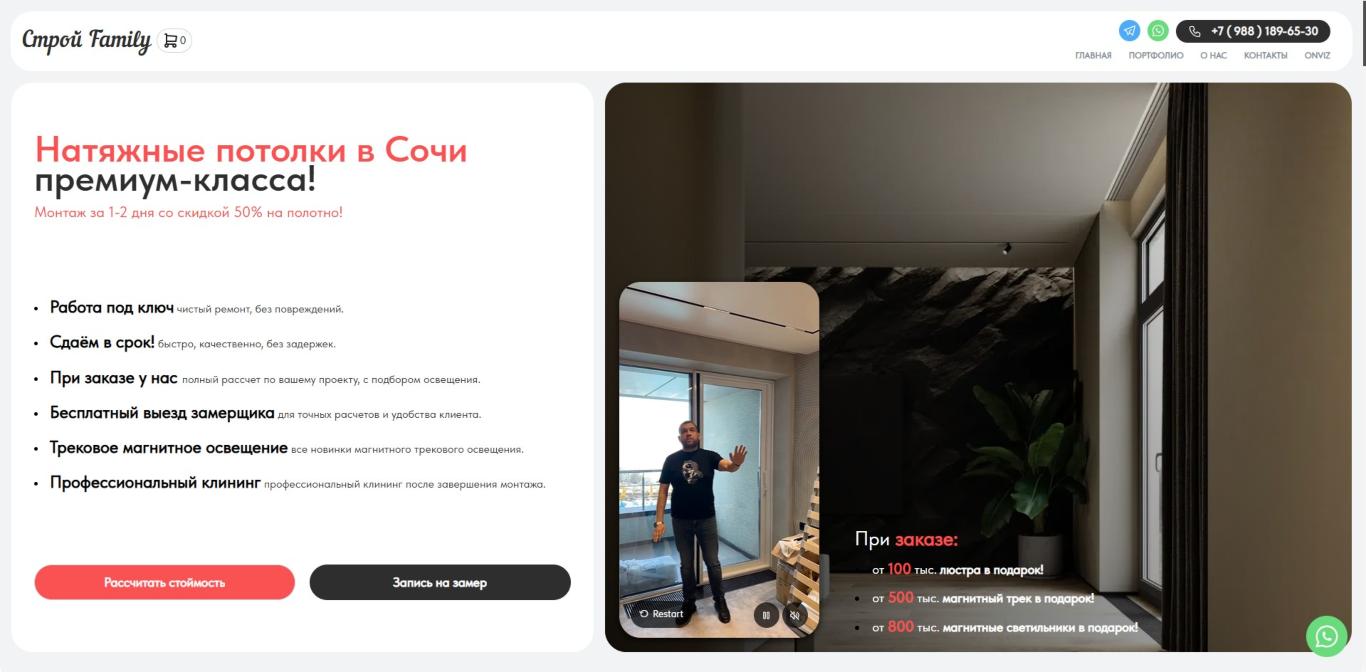 Строй Family
0
+7 ( 988 ) 189-65-30
ГЛАВНАЯ ПОРТФОЛИО О НАС КОНТАКТЫ ONVIZ
Натяжные потолки в Сочи
премиум-класса!
Монтаж за 1-2 дня со скидкой 50% на полотно!
• Работа под ключ чистый ремонт, без повреждений.
• Сдаём в срок! быстро, качественно, без задержек.
• При заказе у нас полный рассчет по вашему проекту, с подбором освещения.
• Бесплатный выезд замерщика для точных расчетов и удобства клиента.
• Трековое магнитное освещение все новинки магнитного трекового освещения.
• Профессиональный клининг профессиональный клининг после завершения монтажа.
Рассчитать стоймость
Запись на замер
Restart
При заказе:
от 100 тыс. люстра в подарок!
• от 500 тыс. магнитный трек в подарок!
• от 800 тыс. магнитные светильники в подарок!